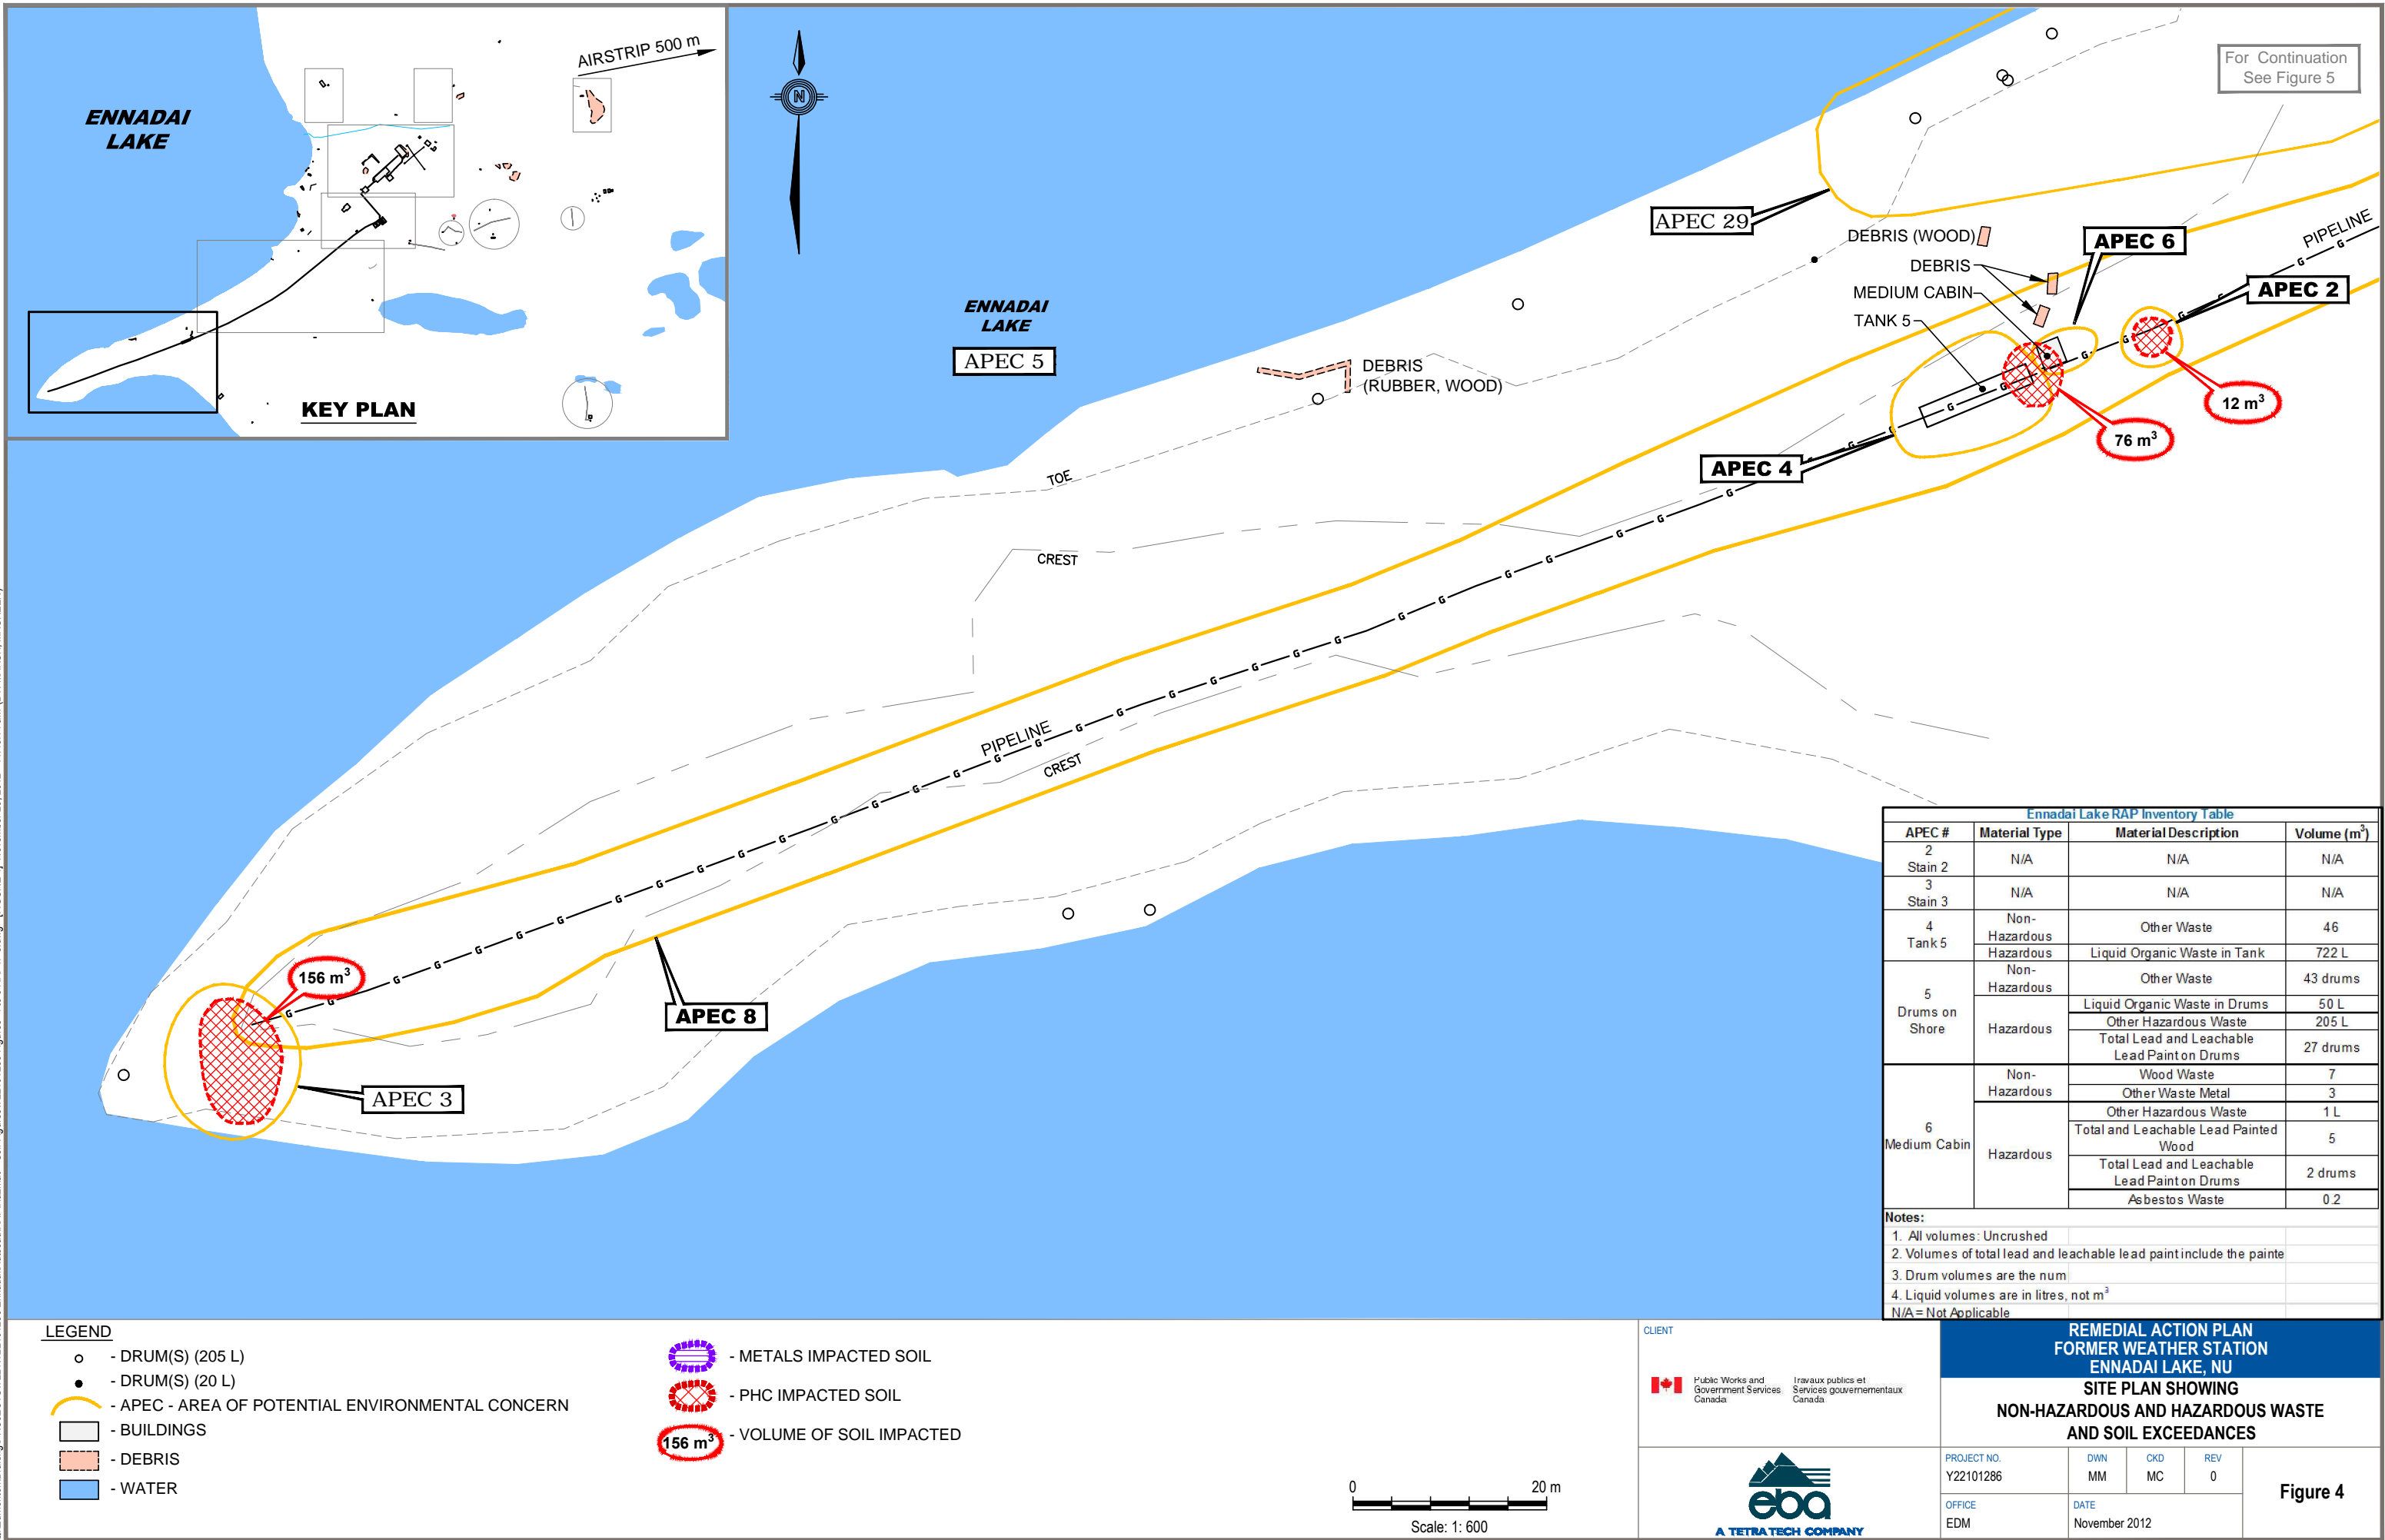 ENNADAI
LAKE
AIRSTRIP 500 m
KEY PLAN
N
For Continuation
See Figure 5
ENNADAI
LAKE
APEC 5
APEC 29
DEBRIS (WOOD)
DEBRIS
MEDIUM CABIN
TANK 5
APEC 6
APEC 2
PIPELINE
12 m³
76 m³
APEC 4
DEBRIS
(RUBBER, WOOD)
TOE
CREST
PIPELINE
CREST
156 m³
APEC 8
APEC 3
Ennadai Lake RAP Inventory Table
APEC # Material Type Material Description Volume (m³)
2
Stain 2 N/A N/A N/A
3
Stain 3 N/A N/A N/A
4
Tank 5
Non-
Hazardous Other Waste 46
Hazardous Liquid Organic Waste in Tank 722 L
5
Drums on
Shore
Non-
Hazardous Other Waste 43 drums
Hazardous
Liquid Organic Waste in Drums 50 L
Other Hazardous Waste 205 L
Total Lead and Leachable
Lead Paint on Drums 27 drums
6
Medium Cabin
Non-
Hazardous
Wood Waste 7
Other Waste Metal 3
Hazardous
Other Hazardous Waste 1 L
Total and Leachable Lead Painted
Wood 5
Total Lead and Leachable
Lead Paint on Drums 2 drums
Asbestos Waste 0.2
Notes:
1. All volumes: Uncrushed
2. Volumes of total lead and leachable lead paint include the painte
3. Drum volumes are the num
4. Liquid volumes are in litres, not m³
N/A = Not Applicable
LEGEND
- DRUM(S) (205 L)
- DRUM(S) (20 L)
- APEC - AREA OF POTENTIAL ENVIRONMENTAL CONCERN
- BUILDINGS
- DEBRIS
- WATER
- METALS IMPACTED SOIL
- PHC IMPACTED SOIL
156 m³ - VOLUME OF SOIL IMPACTED
0 20 m
Scale: 1: 600
CLIENT
Public Works and
Government Services
Canada
Travaux publics et
Services gouvernementaux
Canada
eba
A TETRA TECH COMPANY
REMEDIAL ACTION PLAN
FORMER WEATHER STATION
ENNADAI LAKE, NU
SITE PLAN SHOWING
NON-HAZARDOUS AND HAZARDOUS WASTE
AND SOIL EXCEEDANCES
PROJECT NO. DWN CKD REV
Y22101286 MM MC 0
OFFICE DATE
EDM November 2012
Figure 4